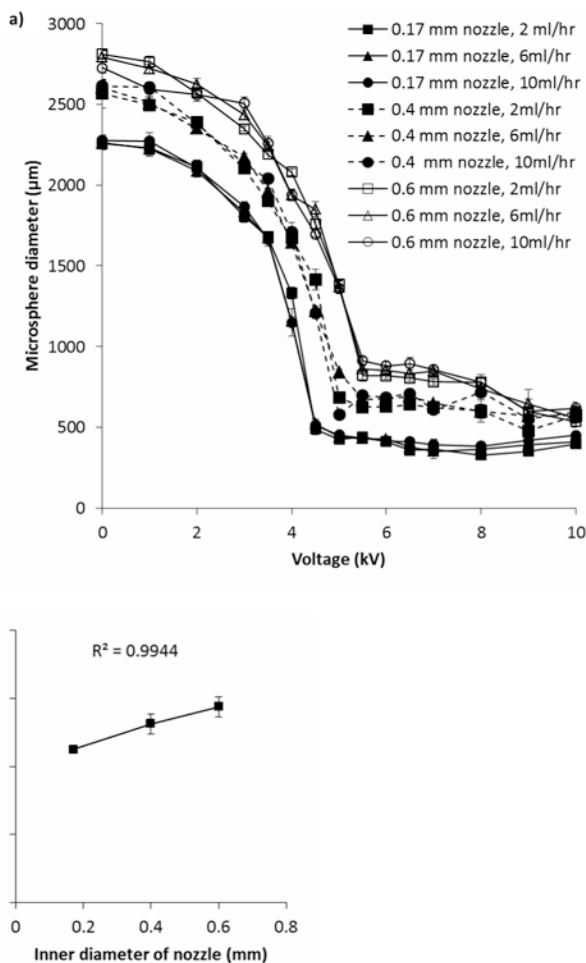 a)
3000
2500
2000
1500
1000
500
0
Microsphere diameter (µm)
0.17 mm nozzle, 2 ml/hr
0.17 mm nozzle, 6ml/hr
0.17 mm nozzle, 10ml/hr
0.4 mm nozzle, 2ml/hr
0.4 mm nozzle, 6ml/hr
0.4 mm nozzle, 10ml/hr
0.6 mm nozzle, 2ml/hr
0.6 mm nozzle, 6ml/hr
0.6 mm nozzle, 10ml/hr
0 2 4 6 8 10
Voltage (kV)
R² = 0.9944
0 0.2 0.4 0.6 0.8
Inner diameter of nozzle (mm)